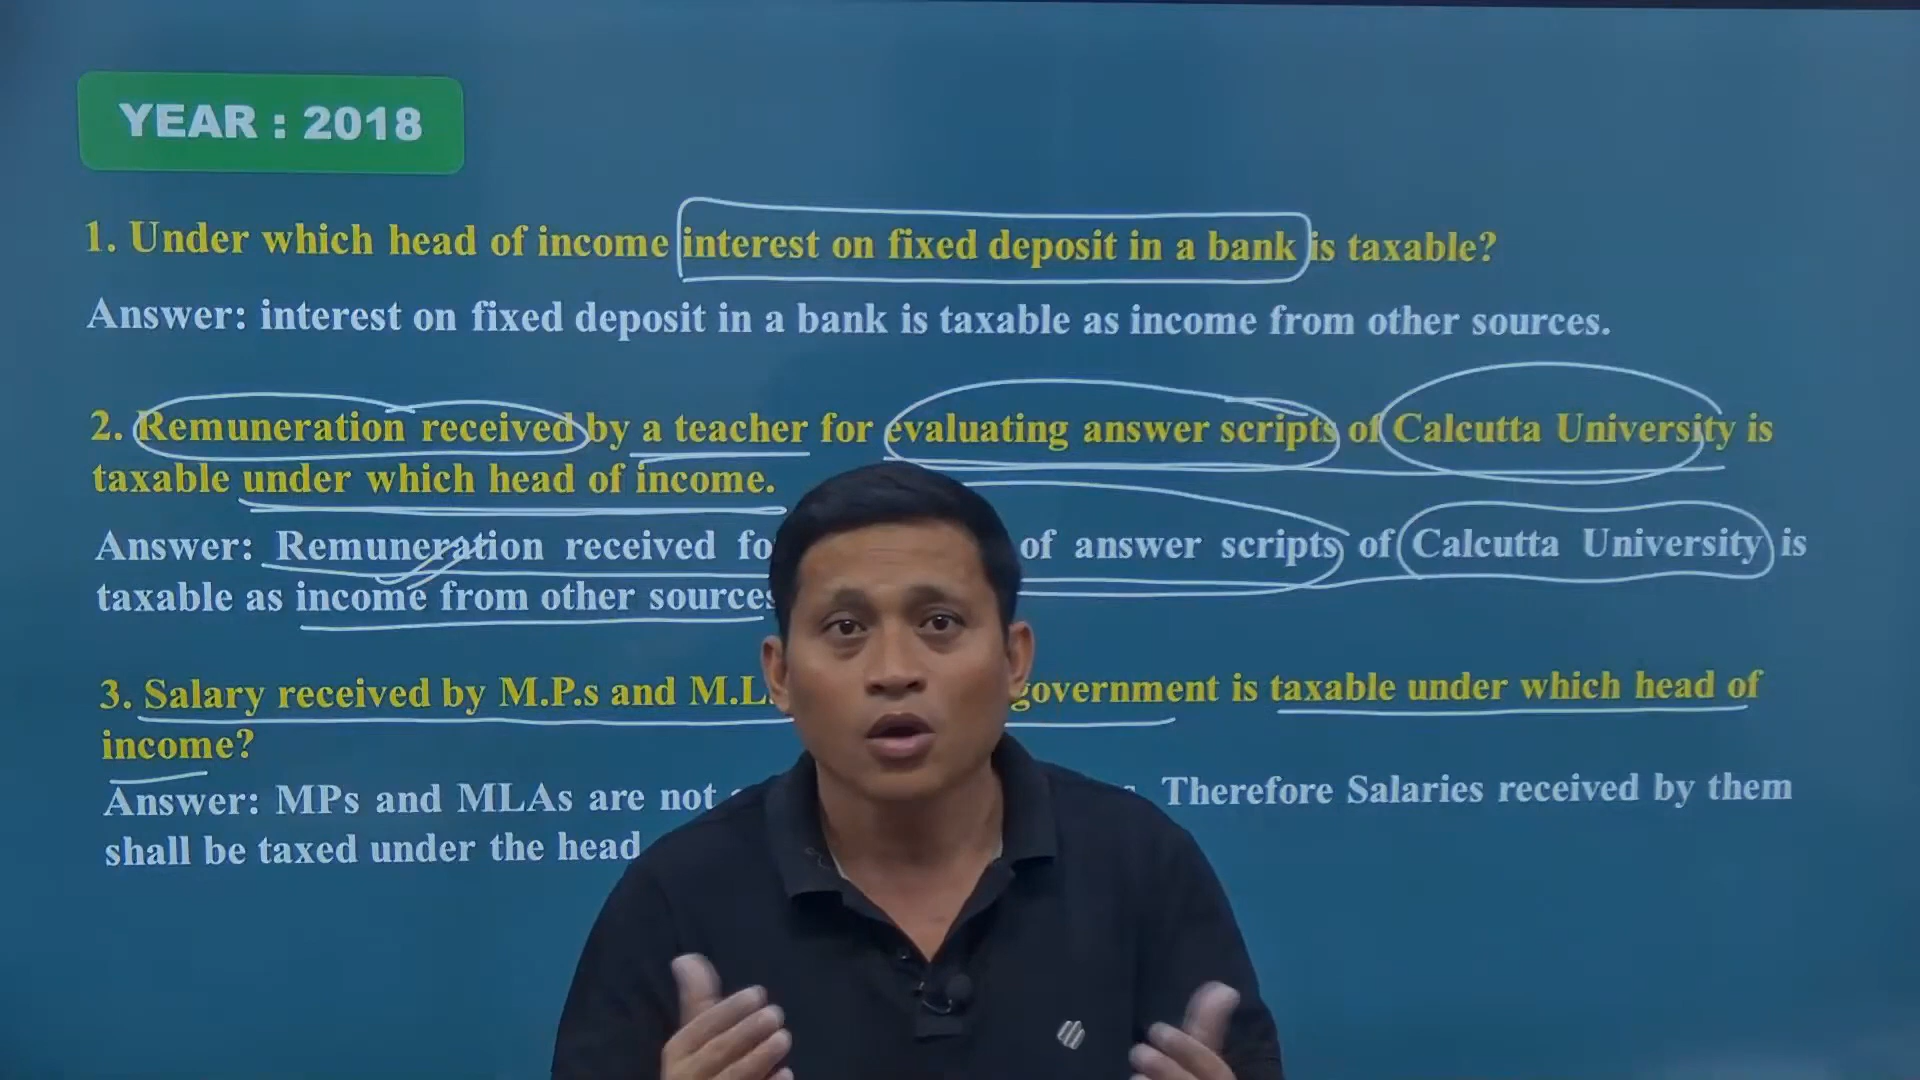 YEAR : 2018
1. Under which head of income interest on fixed deposit in a bank is taxable?
Answer: interest on fixed deposit in a bank is taxable as income from other sources.
2. Remuneration received by a teacher for evaluating answer scripts of Calcutta University is
taxable under which head of income.
Answer: Remuneration received of answer scripts of Calcutta University is
taxable as income from other sources
3. Salary received by M.P.s and government is taxable under which head of
income?
Answer: MPs and MLAs are not Therefore Salaries received by them
shall be taxed under the head